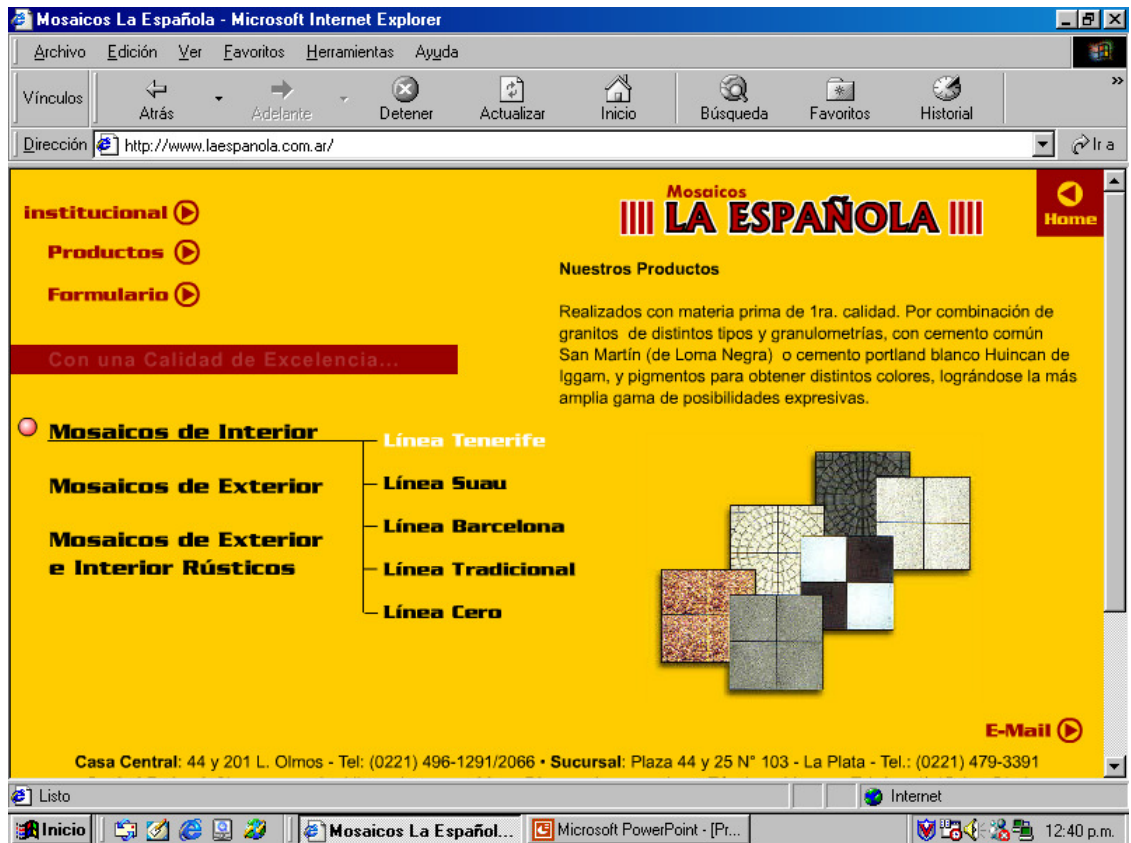 Mosaicos La Española - Microsoft Internet Explorer
Archivo Edición Ver Favoritos Herramientas Ayuda
Vínculos Atrás Adelante Detener Actualizar Inicio Búsqueda Favoritos Historial »
Dirección http://www.laespanola.com.ar/ Ir a
institucional
Productos
Formulario
Mosaicos
LA ESPAÑOLA
Home
Nuestros Productos
Realizados con materia prima de 1ra. calidad. Por combinación de
granitos de distintos tipos y granulometrías, con cemento común
San Martín (de Loma Negra) o cemento portland blanco Huincan de
Iggam, y pigmentos para obtener distintos colores, lográndose la más
amplia gama de posibilidades expresivas.
Con una Calidad de Excelencia...
Mosaicos de Interior
Mosaicos de Exterior
Mosaicos de Exterior
e Interior Rústicos
Línea Tenerife
Línea Suau
Línea Barcelona
Línea Tradicional
Línea Cero
E-Mail
Casa Central: 44 y 201 L. Olmos - Tel: (0221) 496-1291/2066 • Sucursal: Plaza 44 y 25 N° 103 - La Plata - Tel.: (0221) 479-3391
Listo Internet
Inicio Mosaicos La Español... Microsoft PowerPoint - [Pr... 12:40 p.m.